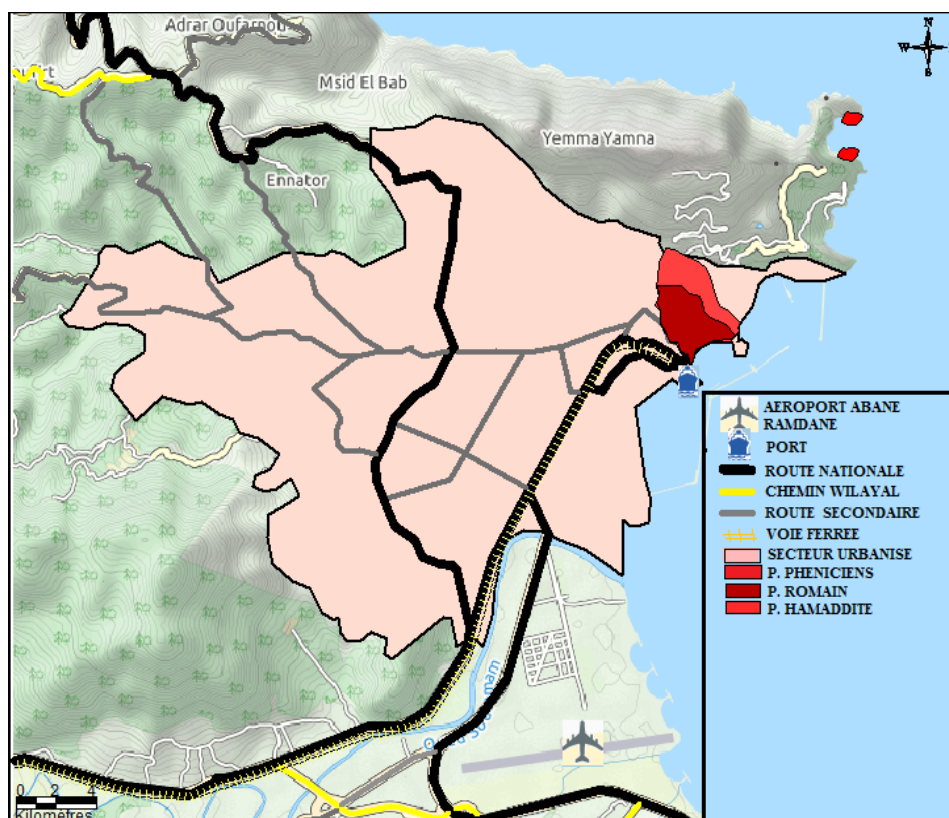 Adrar Oufarnou
N
W
S
Msid El Bab
Yemma Yamna
Ennator
AEROPORT ABANE
RAMDANE
PORT
ROUTE NATIONALE
CHEMIN WILAYAL
ROUTE SECONDAIRE
VOIE FERREE
SECTEUR URBANISE
P. PHENICIENS
P. ROMAIN
P. HAMADDITE
0 2 4
Kilomètres